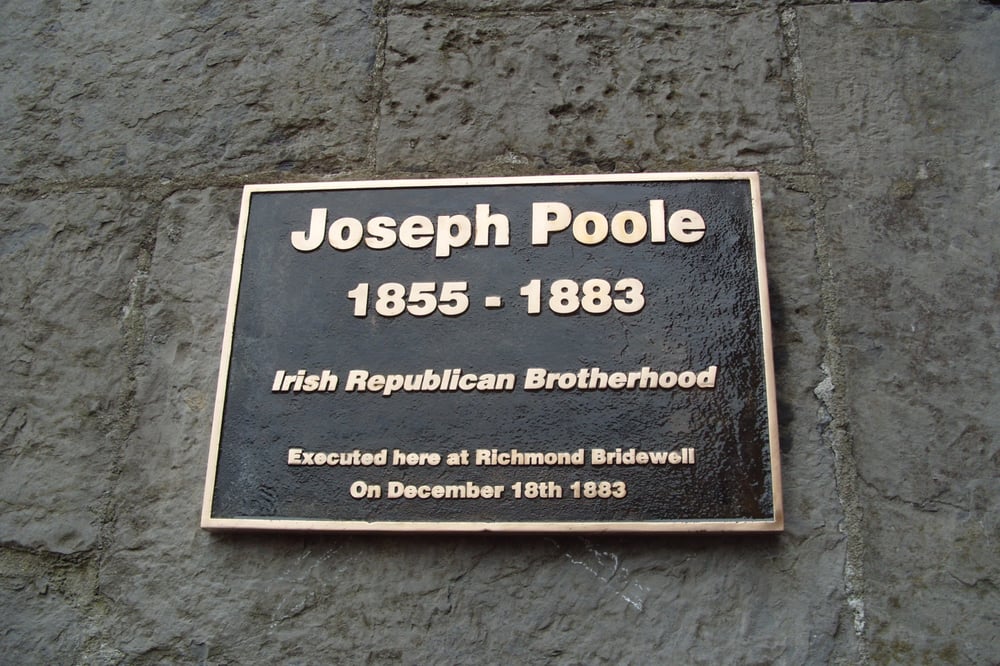 Joseph Poole
1855 - 1883
Irish Republican Brotherhood
Executed here at Richmond Bridewell
On December 18th 1883